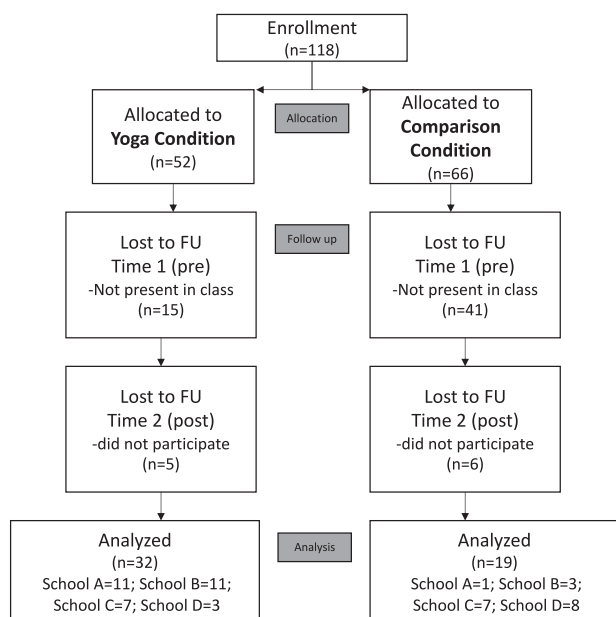 Enrollment
(n=118)
Allocation
Allocated to
Yoga Condition
(n=52)
Allocated to
Comparison
Condition
(n=66)
Follow up
Lost to FU
Time 1 (pre)
-Not present in class
(n=15)
Lost to FU
Time 1 (pre)
-Not present in class
(n=41)
Lost to FU
Time 2 (post)
-did not participate
(n=5)
Lost to FU
Time 2 (post)
-did not participate
(n=6)
Analysis
Analyzed
(n=32)
School A=11; School B=11;
School C=7; School D=3
Analyzed
(n=19)
School A=1; School B=3;
School C=7; School D=8